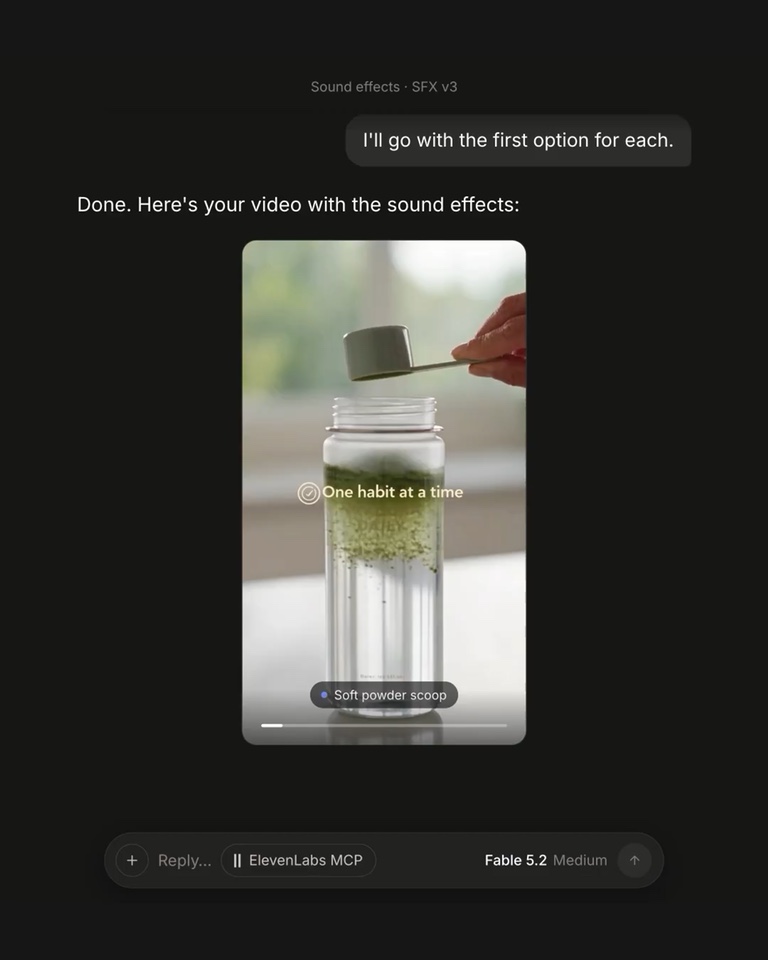 Sound effects · SFX v3
I'll go with the first option for each.
Done. Here's your video with the sound effects:
One habit at a time
DAILY
Soft powder scoop
Reply...
ElevenLabs MCP
Fable 5.2 Medium